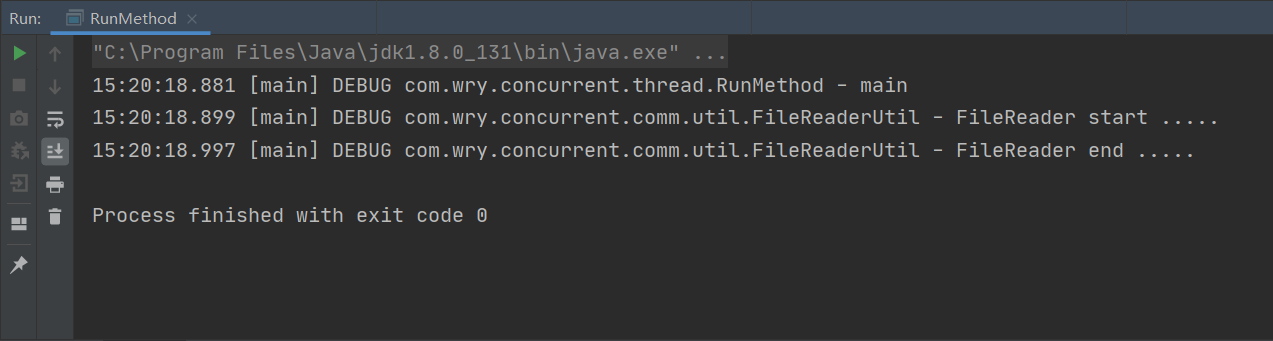 Run: RunMethod
"C:\Program Files\Java\jdk1.8.0_131\bin\java.exe" ...
15:20:18.881 [main] DEBUG com.wry.concurrent.thread.RunMethod - main
15:20:18.899 [main] DEBUG com.wry.concurrent.comm.util.FileReaderUtil - FileReader start .....
15:20:18.997 [main] DEBUG com.wry.concurrent.comm.util.FileReaderUtil - FileReader end .....
Process finished with exit code 0